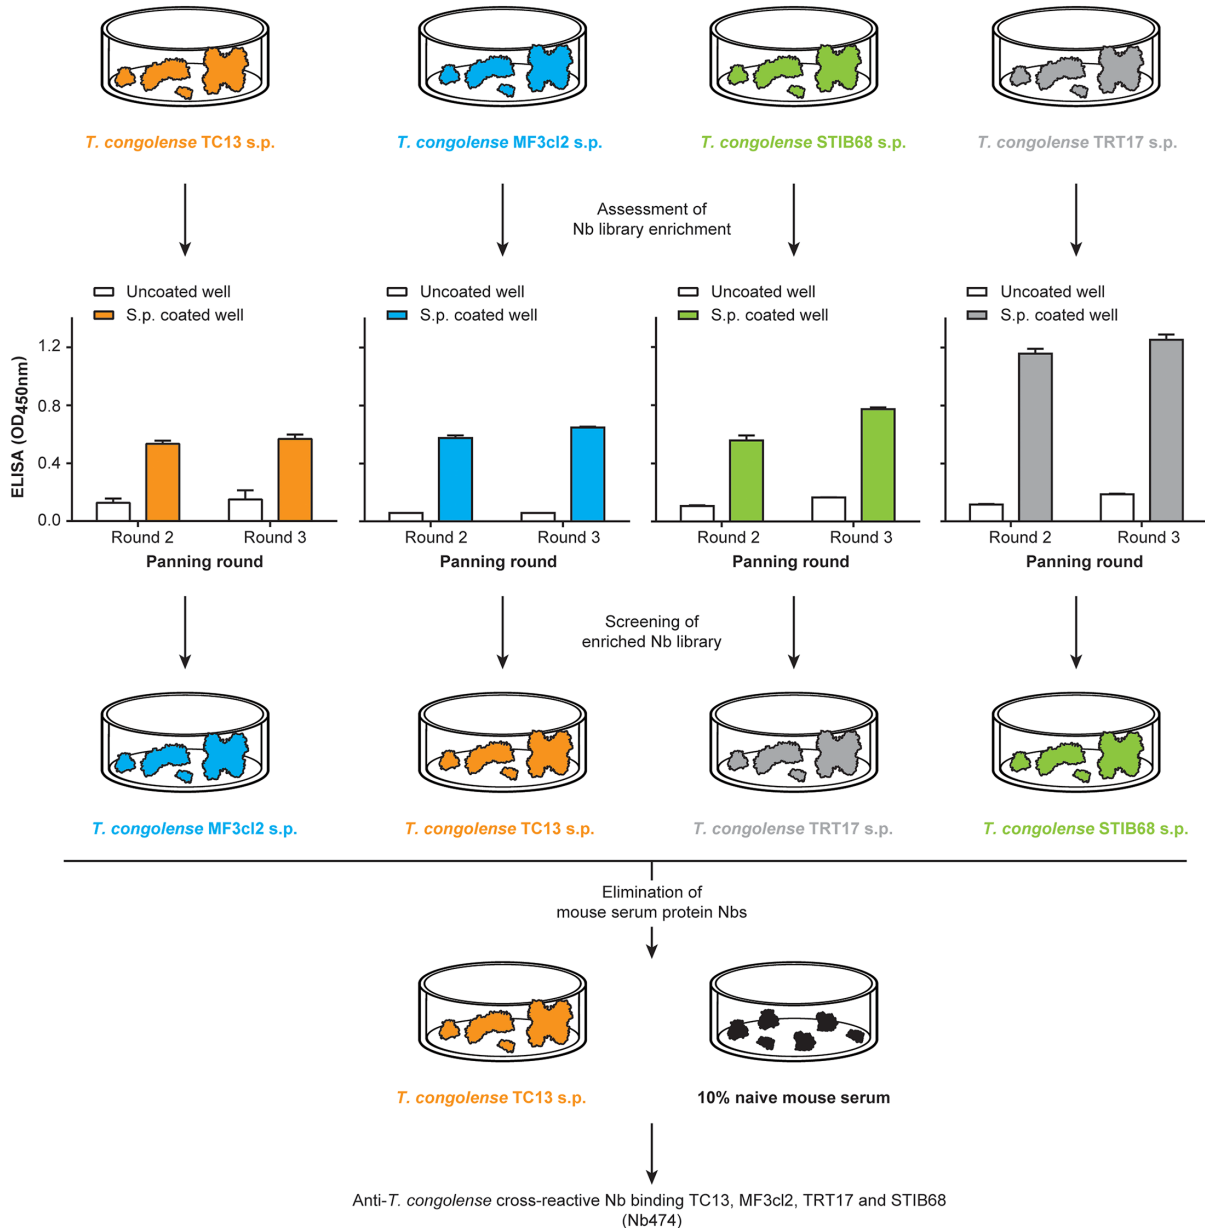 T. congolense TC13 s.p.
T. congolense MF3cl2 s.p.
T. congolense STIB68 s.p.
T. congolense TRT17 s.p.
Assessment of
Nb library enrichment
ELISA (OD450nm)
1.2
0.8
0.4
0.0
Uncoated well
S.p. coated well
Round 2
Round 3
Panning round
Uncoated well
S.p. coated well
Round 2
Round 3
Panning round
Uncoated well
S.p. coated well
Round 2
Round 3
Panning round
Uncoated well
S.p. coated well
Round 2
Round 3
Panning round
Screening of
enriched Nb library
T. congolense MF3cl2 s.p.
T. congolense TC13 s.p.
T. congolense TRT17 s.p.
T. congolense STIB68 s.p.
Elimination of
mouse serum protein Nbs
T. congolense TC13 s.p.
10% naive mouse serum
Anti-T. congolense cross-reactive Nb binding TC13, MF3cl2, TRT17 and STIB68
(Nb474)